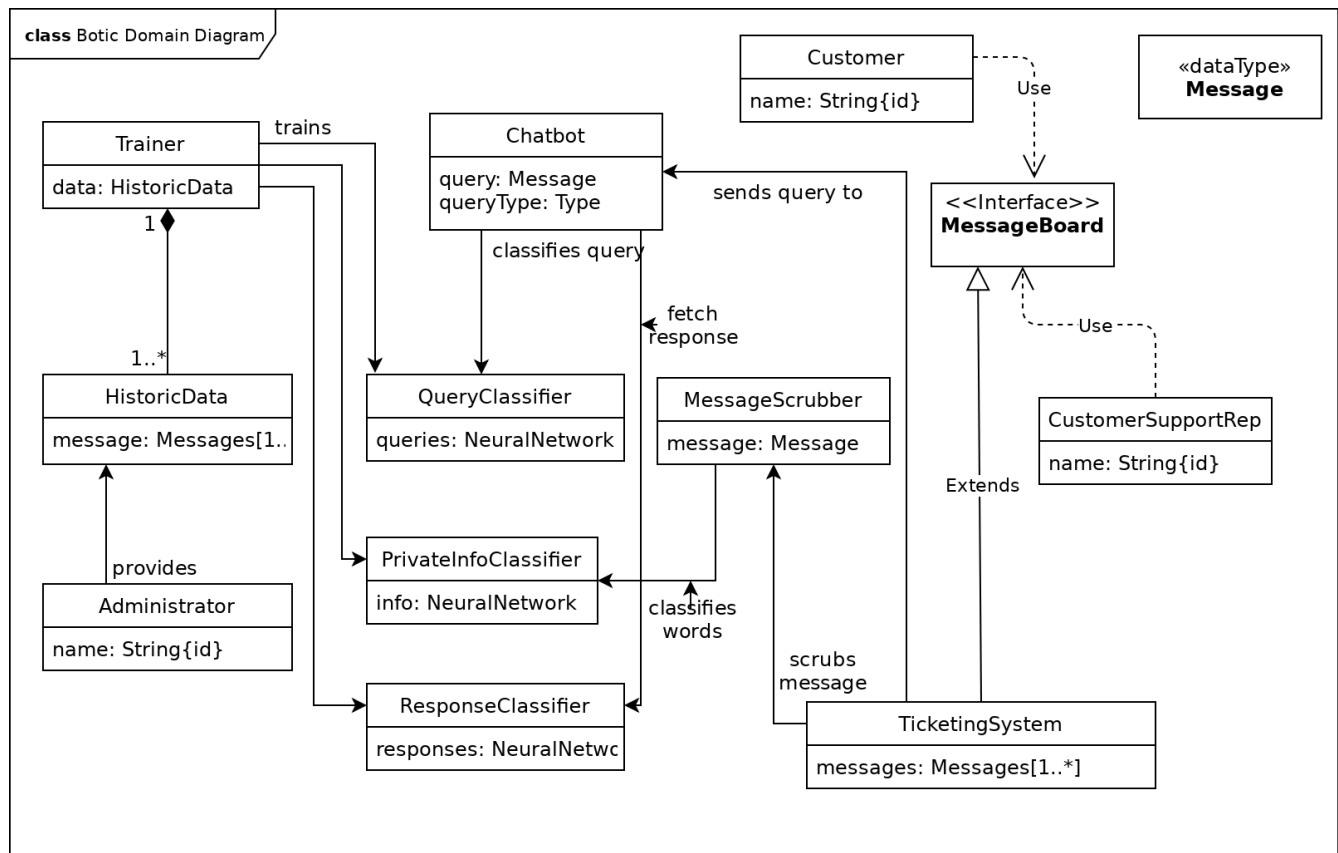 class Botic Domain Diagram
Customer
name: String{id}
«dataType»
Message
Use
Trainer
data: HistoricData
trains
Chatbot
query: Message
queryType: Type
sends query to
<<Interface>>
MessageBoard
1
classifies query
fetch
response
Use
1..*
HistoricData
message: Messages[1..
QueryClassifier
queries: NeuralNetwork
MessageScrubber
message: Message
CustomerSupportRep
name: String{id}
Extends
provides
Administrator
name: String{id}
PrivateInfoClassifier
info: NeuralNetwork
classifies
words
scrubs
message
ResponseClassifier
responses: NeuralNetwo
TicketingSystem
messages: Messages[1..*]